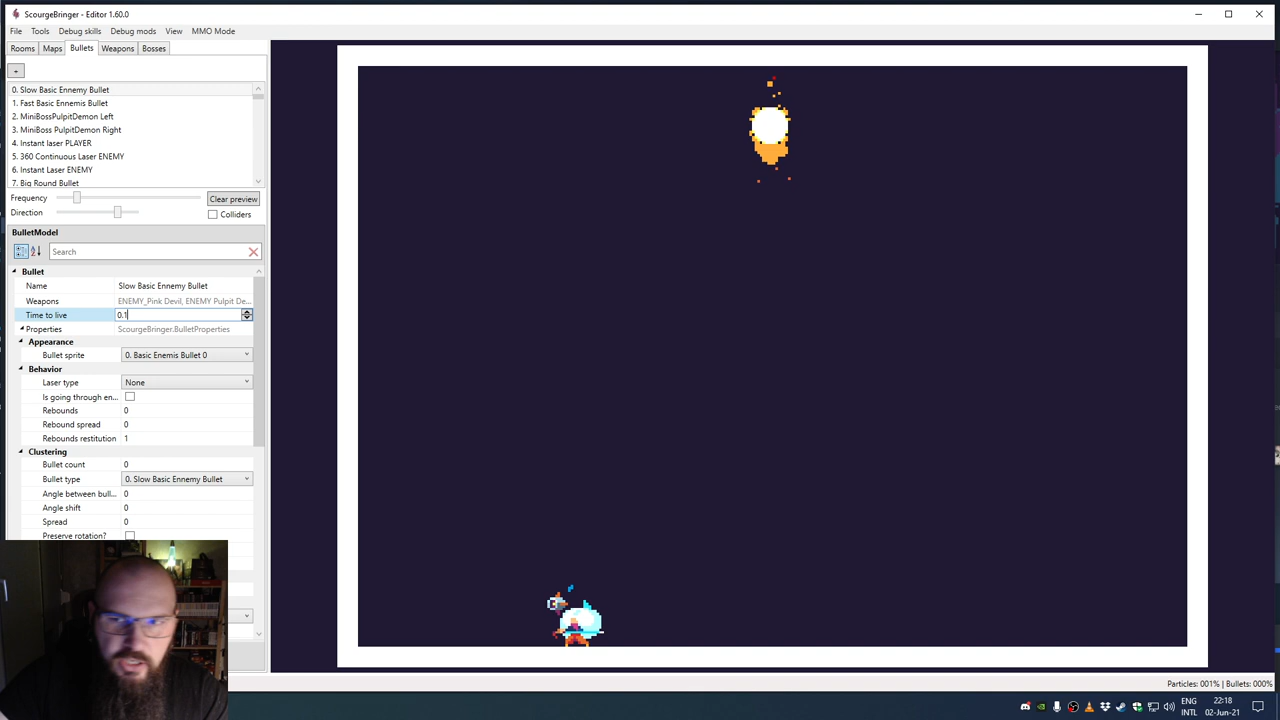 ScourgeBringer - Editor 1.60.0
File Tools Debug skills Debug mods View MMO Mode
Rooms Maps Bullets Weapons Bosses
+
0. Slow Basic Ennemy Bullet
1. Fast Basic Ennemis Bullet
2. MiniBossPulpitDemon Left
3. MiniBoss PulpitDemon Right
4. Instant laser PLAYER
5. 360 Continuous Laser ENEMY
6. Instant Laser ENEMY
7. Big Round Bullet
Frequency Clear preview
Direction Colliders
BulletModel
Search
Bullet
Name Slow Basic Ennemy Bullet
Weapons ENEMY_Pink Devil, ENEMY Pulpit De...
Time to live 0.1
Properties ScourgeBringer.BulletProperties
Appearance
Bullet sprite 0. Basic Enemis Bullet 0
Behavior
Laser type None
Is going through en...
Rebounds 0
Rebound spread 0
Rebounds restitution 1
Clustering
Bullet count 0
Bullet type 0. Slow Basic Ennemy Bullet
Angle between bull... 0
Angle shift 0
Spread 0
Preserve rotation?
Particles: 001% | Bullets: 000%
ENG 22:18
INTL 02-Jun-21